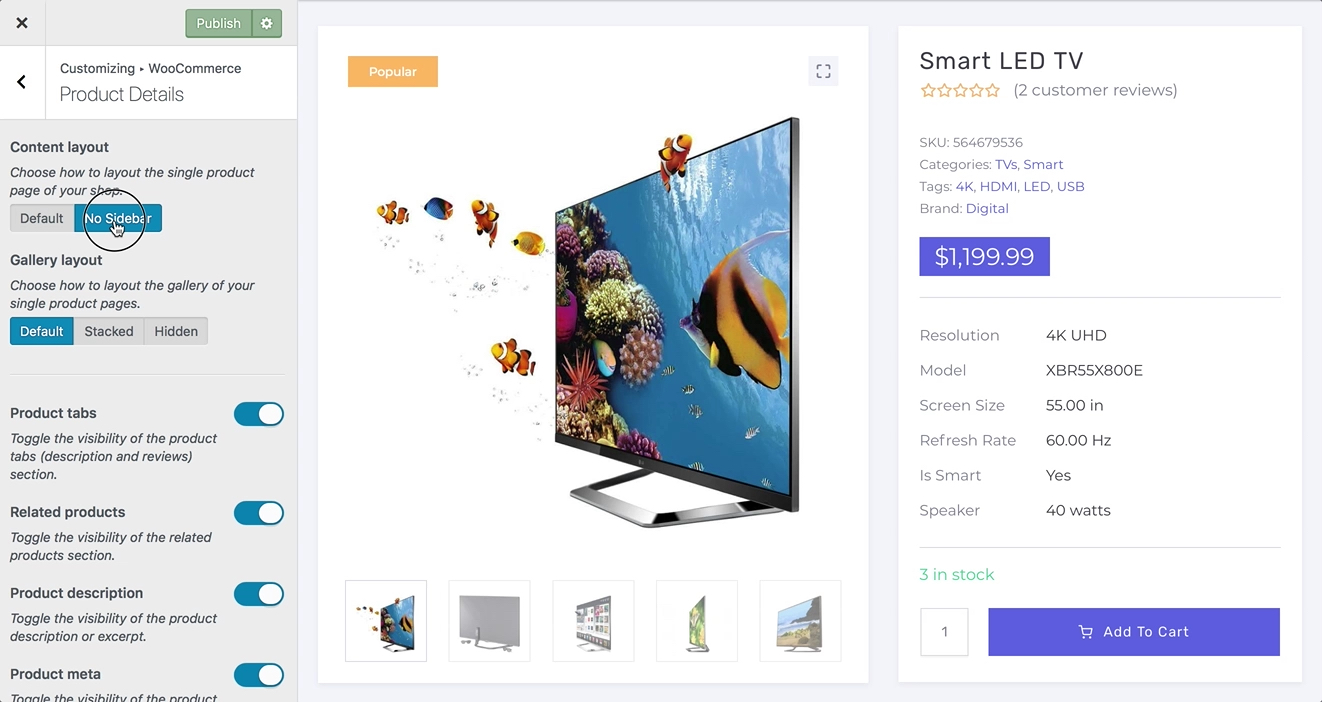 Publish
Customizing ▸ WooCommerce
Product Details
Content layout
Choose how to layout the single product
page of your shop.
Default No Sidebar
Gallery layout
Choose how to layout the gallery of your
single product pages.
Default Stacked Hidden
Product tabs
Toggle the visibility of the product
tabs (description and reviews)
section.
Related products
Toggle the visibility of the related
products section.
Product description
Toggle the visibility of the product
description or excerpt.
Product meta
Toggle the visibility of the product
Popular
Smart LED TV
(2 customer reviews)
SKU: 564679536
Categories: TVs, Smart
Tags: 4K, HDMI, LED, USB
Brand: Digital
$1,199.99
Resolution 4K UHD
Model XBR55X800E
Screen Size 55.00 in
Refresh Rate 60.00 Hz
Is Smart Yes
Speaker 40 watts
3 in stock
1 Add To Cart